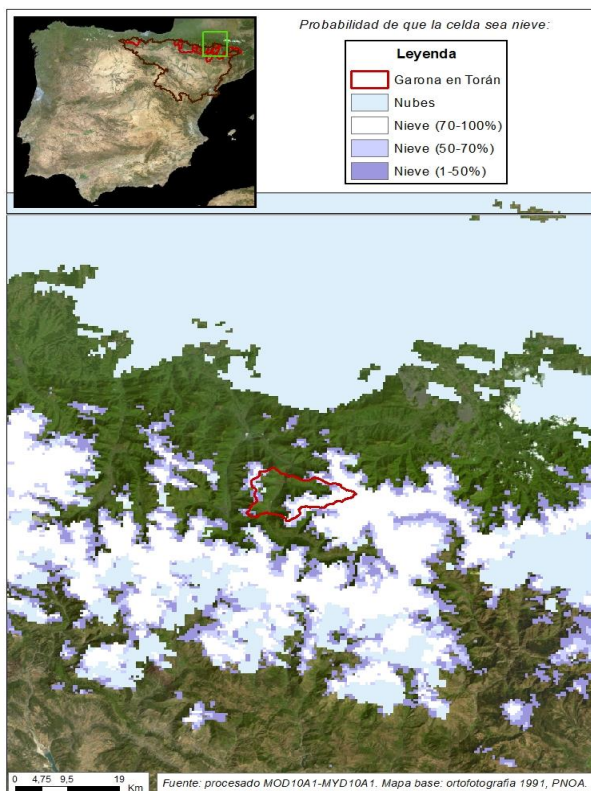 Probabilidad de que la celda sea nieve:
Leyenda
Garona en Torán
Nubes
Nieve (70-100%)
Nieve (50-70%)
Nieve (1-50%)
0 4,75 9,5 19
Km
Fuente: procesado MOD10A1-MYD10A1. Mapa base: ortofotografia 1991, PNOA.